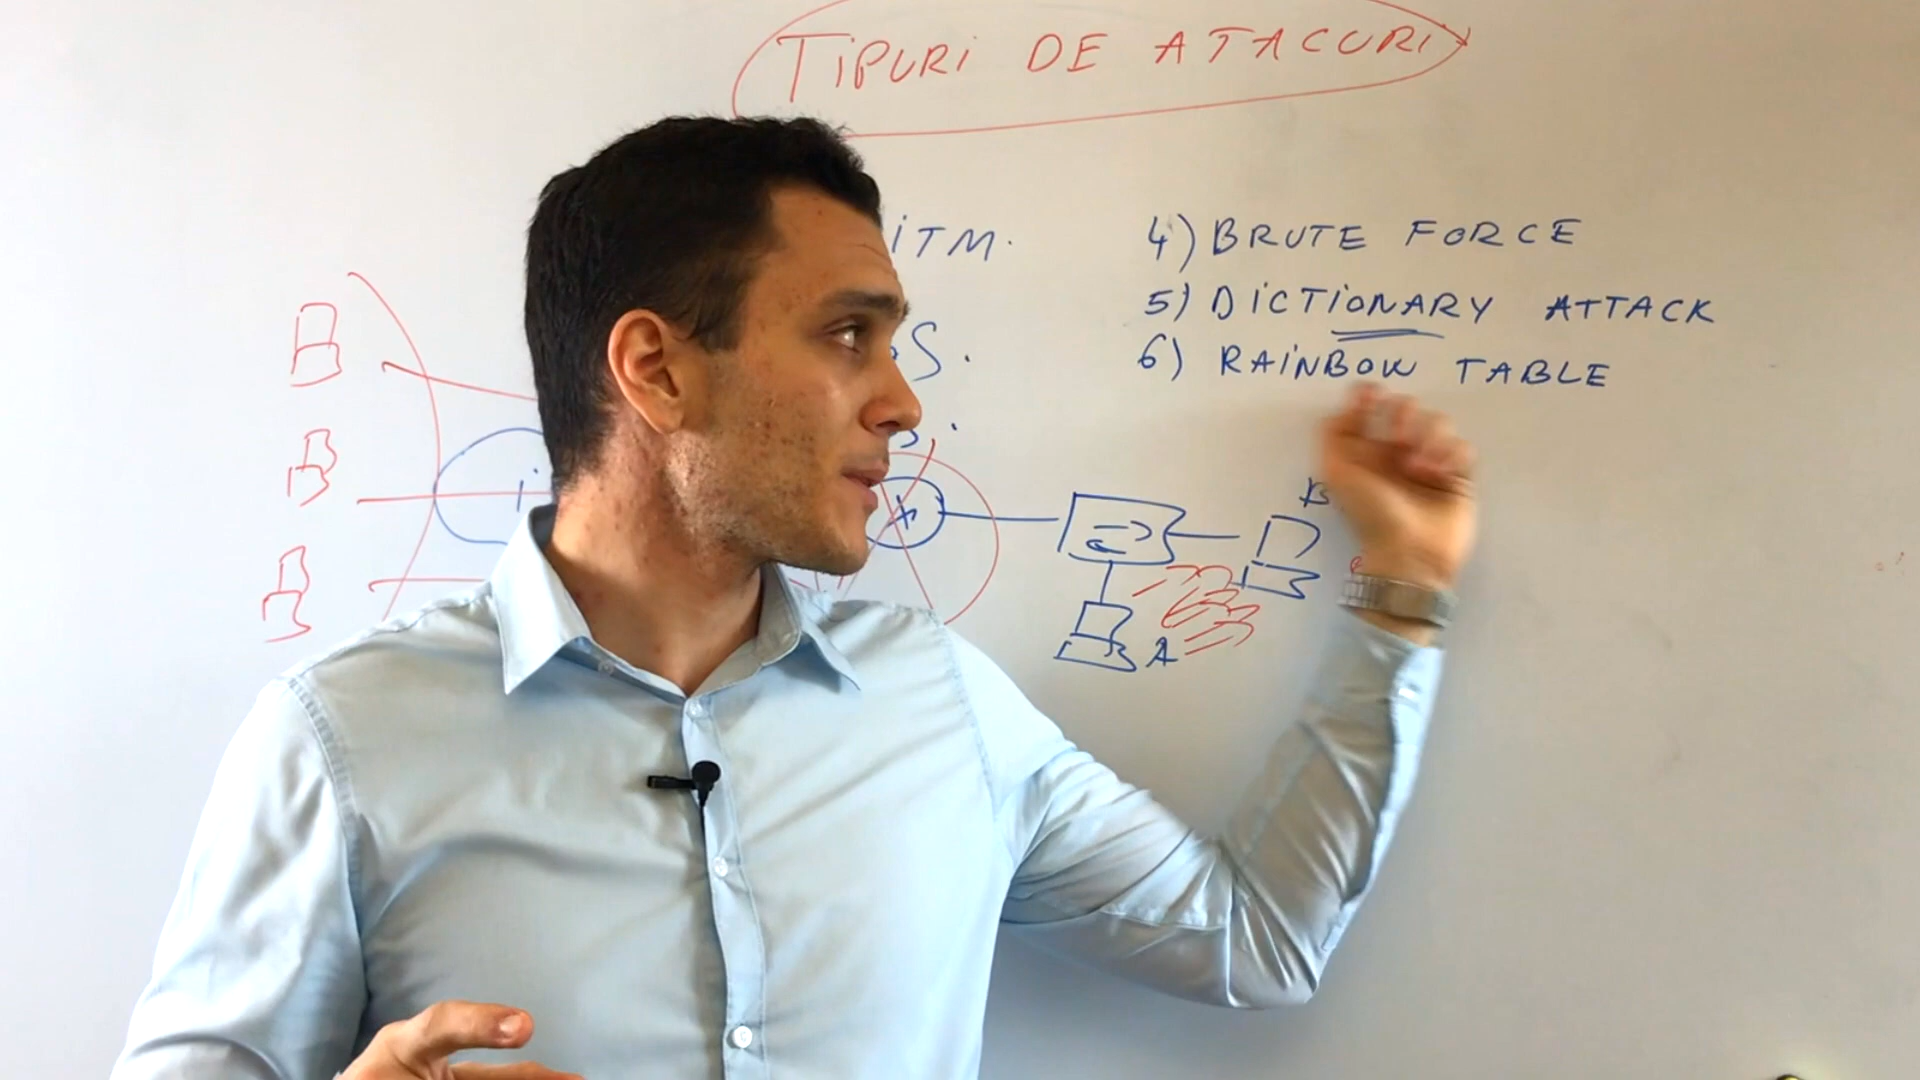 TIPURI DE ATACURI
ITM.
S.
S.
4) BRUTE FORCE
5) DICTIONARY ATTACK
6) RAINBOW TABLE
B
A